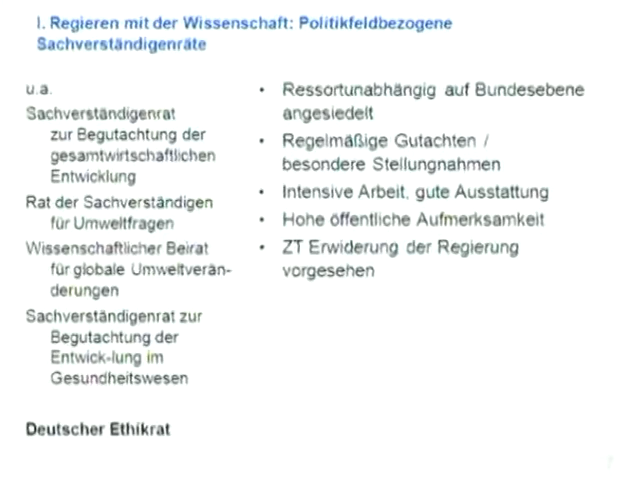 I. Regieren mit der Wissenschaft: Politikfeldbezogene
Sachverständigenräte
u.a.
Sachverständigenrat
zur Begutachtung der
gesamtwirtschaftlichen
Entwicklung
Rat der Sachverständigen
für Umweltfragen
Wissenschaftlicher Beirat
für globale Umweltverän-
derungen
Sachverständigenrat zur
Begutachtung der
Entwick-lung im
Gesundheitswesen
Deutscher Ethikrat
• Ressortunabhängig auf Bundesebene
angesiedelt
• Regelmäßige Gutachten /
besondere Stellungnahmen
• Intensive Arbeit, gute Ausstattung
• Hohe öffentliche Aufmerksamkeit
• ZT Erwiderung der Regierung
vorgesehen